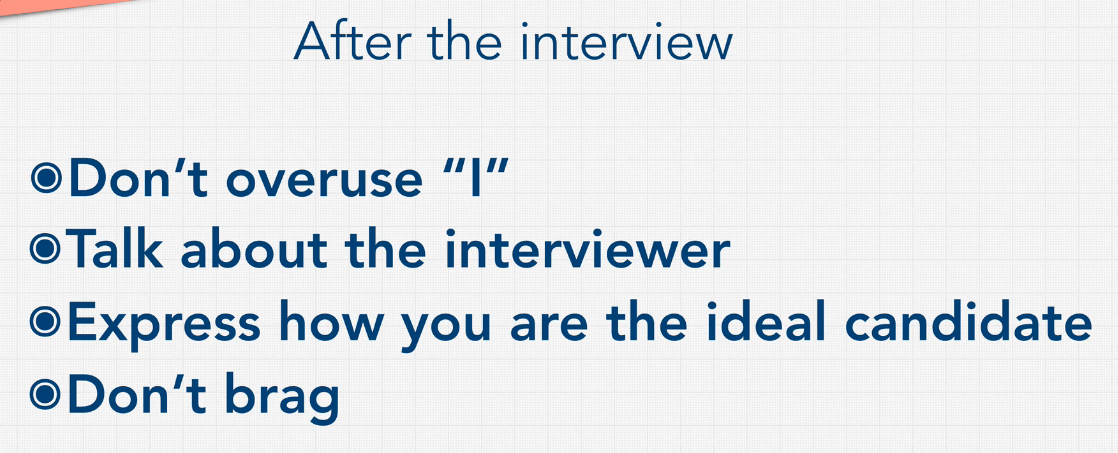 After the interview
◉Don’t overuse “I”
◉Talk about the interviewer
◉Express how you are the ideal candidate
◉Don’t brag